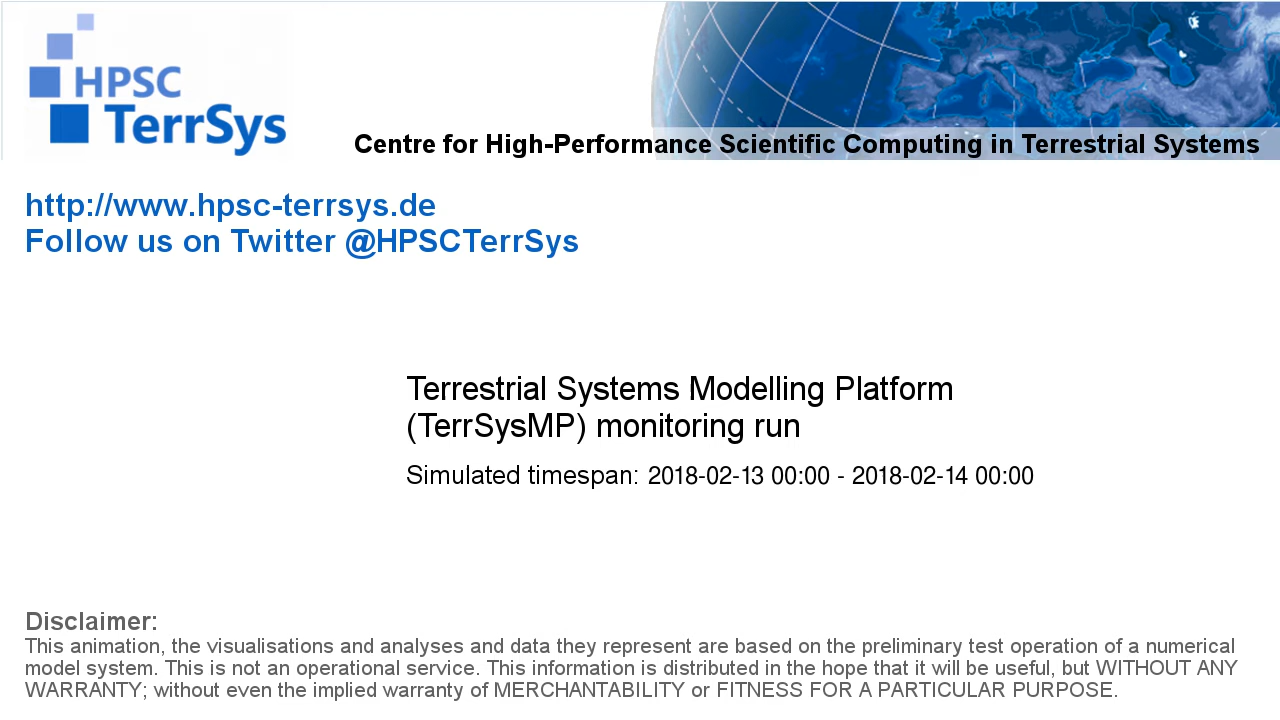 HPSC
TerrSys
Centre for High-Performance Scientific Computing in Terrestrial Systems
http://www.hpsc-terrsys.de
Follow us on Twitter @HPSCTerrSys
Terrestrial Systems Modelling Platform
(TerrSysMP) monitoring run
Simulated timespan: 2018-02-13 00:00 - 2018-02-14 00:00
Disclaimer:
This animation, the visualisations and analyses and data they represent are based on the preliminary test operation of a numerical
model system. This is not an operational service. This information is distributed in the hope that it will be useful, but WITHOUT ANY
WARRANTY; without even the implied warranty of MERCHANTABILITY or FITNESS FOR A PARTICULAR PURPOSE.